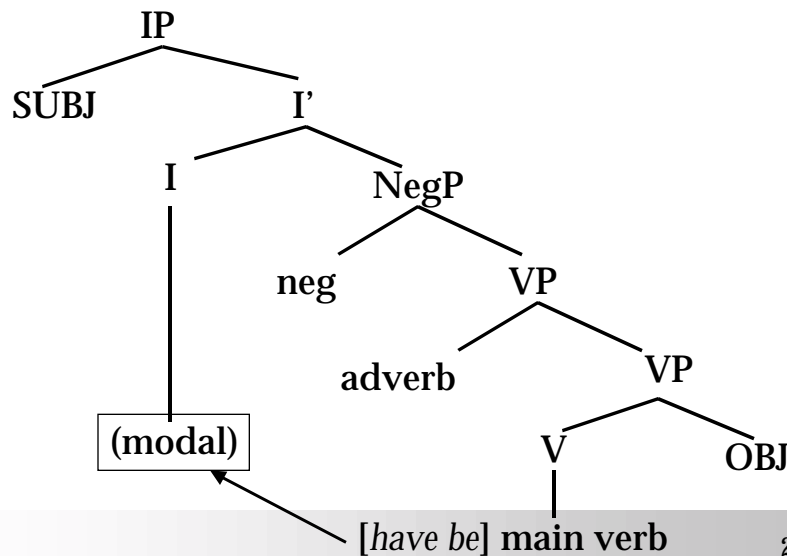 IP
SUBJ I’
I NegP
neg VP
adverb VP
(modal) V OBJ
[have be] main verb